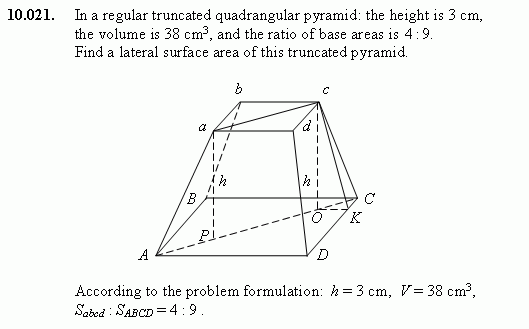 10.021. In a regular truncated quadrangular pyramid: the height is 3 cm,
the volume is 38 cm³, and the ratio of base areas is 4 : 9.
Find a lateral surface area of this truncated pyramid.
b c
a d
h h
B C
O K
P
A D
According to the problem formulation: h = 3 cm, V = 38 cm³,
S_abcd : S_ABCD = 4 : 9 .